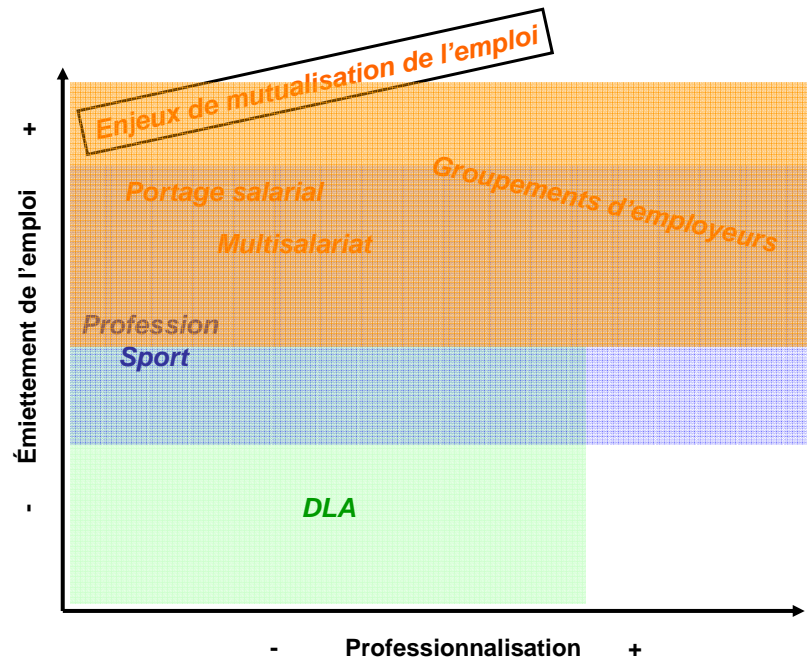 Enjeux de mutualisation de l'emploi
+
Portage salarial
Groupements d'employeurs
Multisalariat
Émiettement de l'emploi
Profession
Sport
-
DLA
- Professionnalisation +